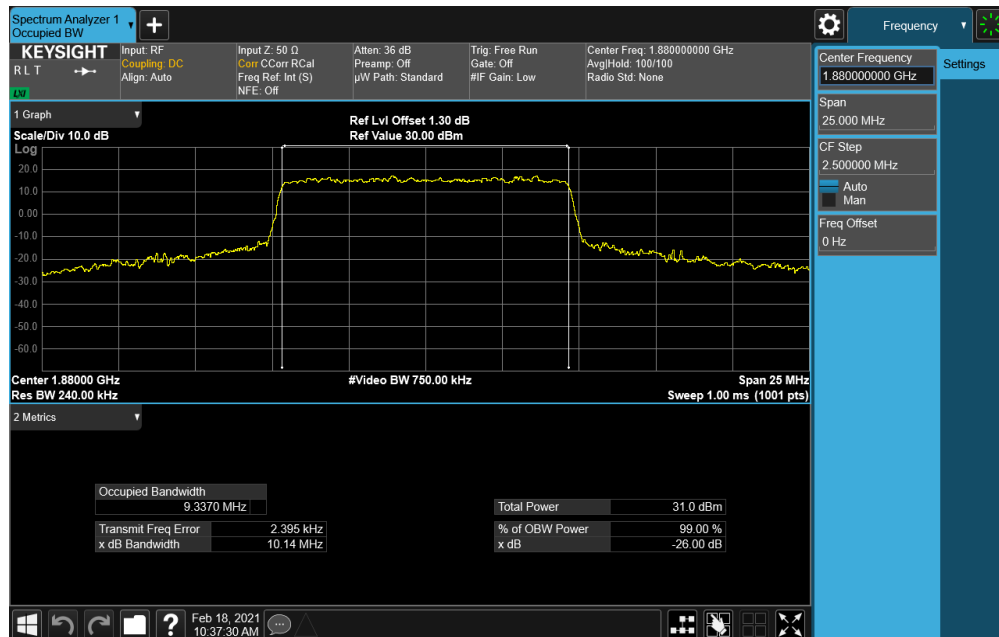 Spectrum Analyzer 1
Occupied BW
Frequency
KEYSIGHT
R L T
LXI
Input: RF
Coupling: DC
Align: Auto
Input Z: 50 Ω
Corr CCorr RCal
Freq Ref: Int (S)
NFE: Off
Atten: 36 dB
Preamp: Off
µW Path: Standard
Trig: Free Run
Gate: Off
#IF Gain: Low
Center Freq: 1.880000000 GHz
Avg|Hold: 100/100
Radio Std: None
Center Frequency
1.880000000 GHz
Settings
Span
25.000 MHz
CF Step
2.500000 MHz
Auto
Man
Freq Offset
0 Hz
1 Graph
Scale/Div 10.0 dB
Ref Lvl Offset 1.30 dB
Ref Value 30.00 dBm
Log
20.0
10.0
0.00
-10.0
-20.0
-30.0
-40.0
-50.0
-60.0
Center 1.88000 GHz
#Video BW 750.00 kHz
Span 25 MHz
Res BW 240.00 kHz
Sweep 1.00 ms (1001 pts)
2 Metrics
Occupied Bandwidth
9.3370 MHz
Transmit Freq Error 2.395 kHz
x dB Bandwidth 10.14 MHz
Total Power 31.0 dBm
% of OBW Power 99.00 %
x dB -26.00 dB
Feb 18, 2021
10:37:30 AM